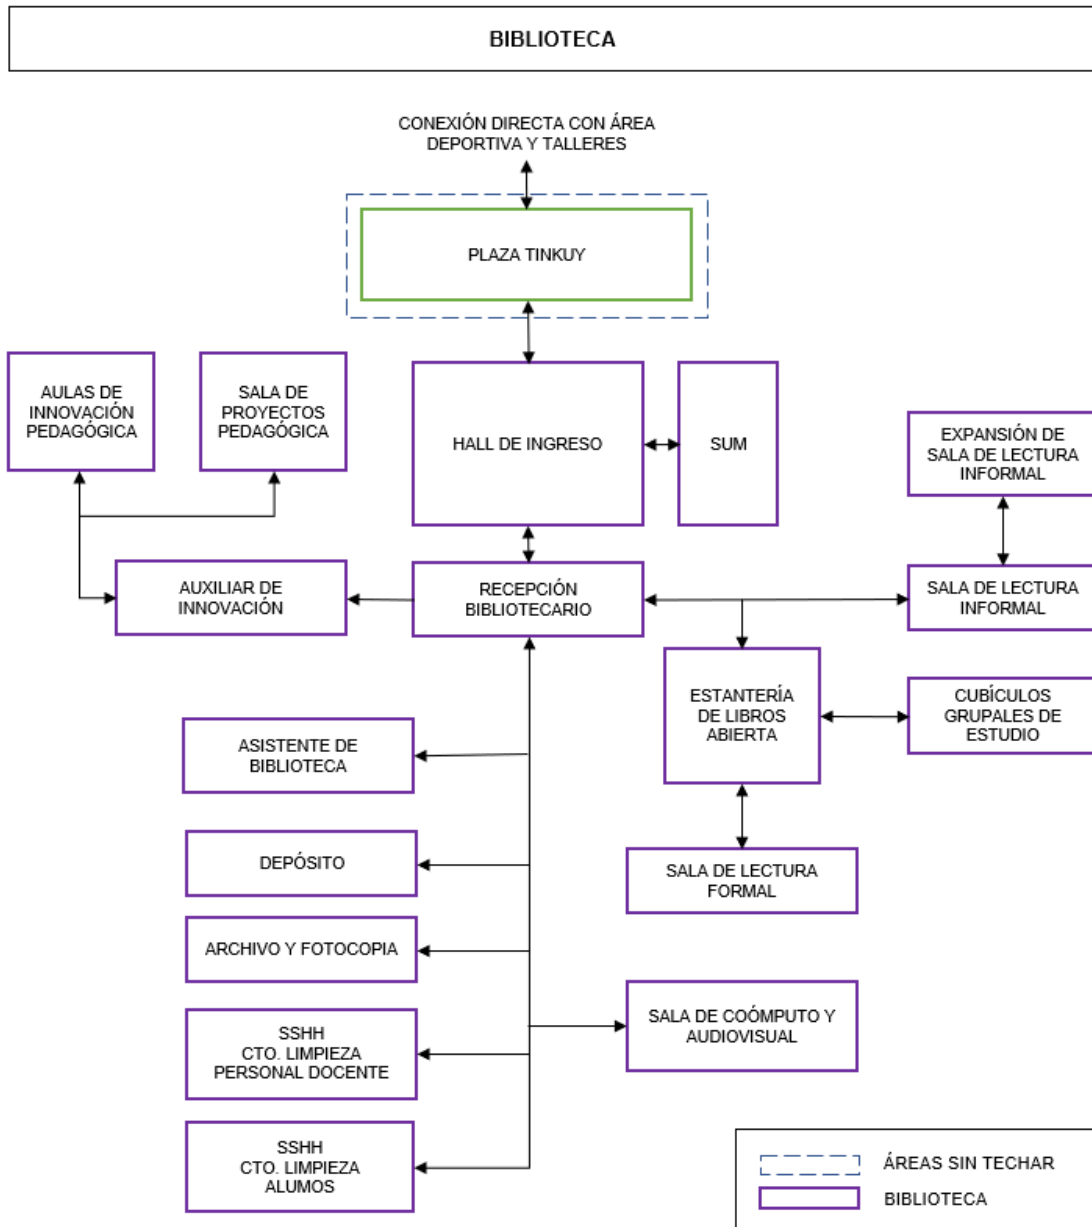 BIBLIOTECA
CONEXIÓN DIRECTA CON ÁREA
DEPORTIVA Y TALLERES
PLAZA TINKUY
AULAS DE
INNOVACIÓN
PEDAGÓGICA
SALA DE
PROYECTOS
PEDAGÓGICA
HALL DE INGRESO
SUM
EXPANSIÓN DE
SALA DE LECTURA
INFORMAL
AUXILIAR DE
INNOVACIÓN
RECEPCIÓN
BIBLIOTECARIO
SALA DE LECTURA
INFORMAL
ESTANTERÍA
DE LIBROS
ABIERTA
CUBÍCULOS
GRUPALES DE
ESTUDIO
ASISTENTE DE
BIBLIOTECA
DEPÓSITO
SALA DE LECTURA
FORMAL
ARCHIVO Y FOTOCOPIA
SALA DE COÓMPUTO Y
AUDIOVISUAL
SSHH
CTO. LIMPIEZA
PERSONAL DOCENTE
SSHH
CTO. LIMPIEZA
ALUMOS
ÁREAS SIN TECHAR
BIBLIOTECA